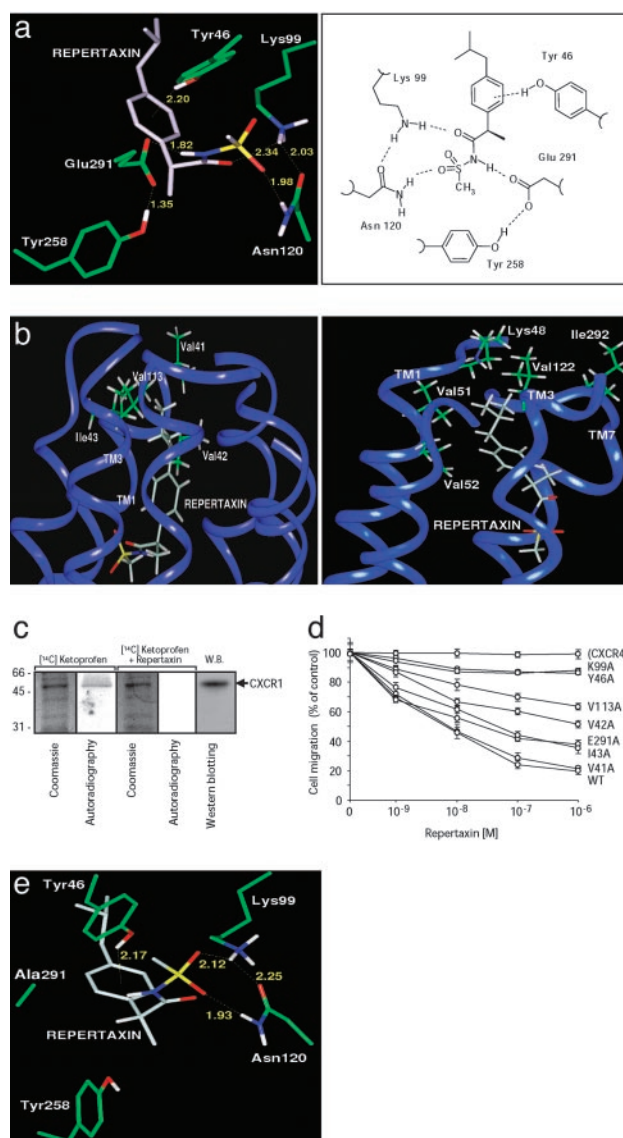 a
REPERTAXIN
Tyr46
Lys99
2.20
1.82
2.34
2.03
Glu291
1.98
1.35
Tyr258
Asn120
Tyr 46
Lys 99
H
O
N
H
H
O
O
O
S
NH
O
CH3
Glu 291
O
O
N
H
H
Asn 120
O
H
O
Tyr 258
b
Val41
Val113
Ile43
TM3
Val42
TM1
REPERTAXIN
Lys48
Ile292
TM1
Val122
Val51
TM3
TM7
Val52
REPERTAXIN
c
[14C] Ketoprofen
[14C] Ketoprofen + Repertaxin
W.B.
66
45
31
CXCR1
Coomassie
Autoradiography
Coomassie
Autoradiography
Western blotting
d
Cell migration (% of control)
100
80
60
40
20
0
(CXCR4
K99A
Y46A
V113A
V42A
E291A
I43A
V41A
WT
0
10-9
10-8
10-7
10-6
Repertaxin [M]
e
Tyr46
Lys99
2.17
2.12
Ala291
2.25
1.93
REPERTAXIN
Asn120
Tyr258